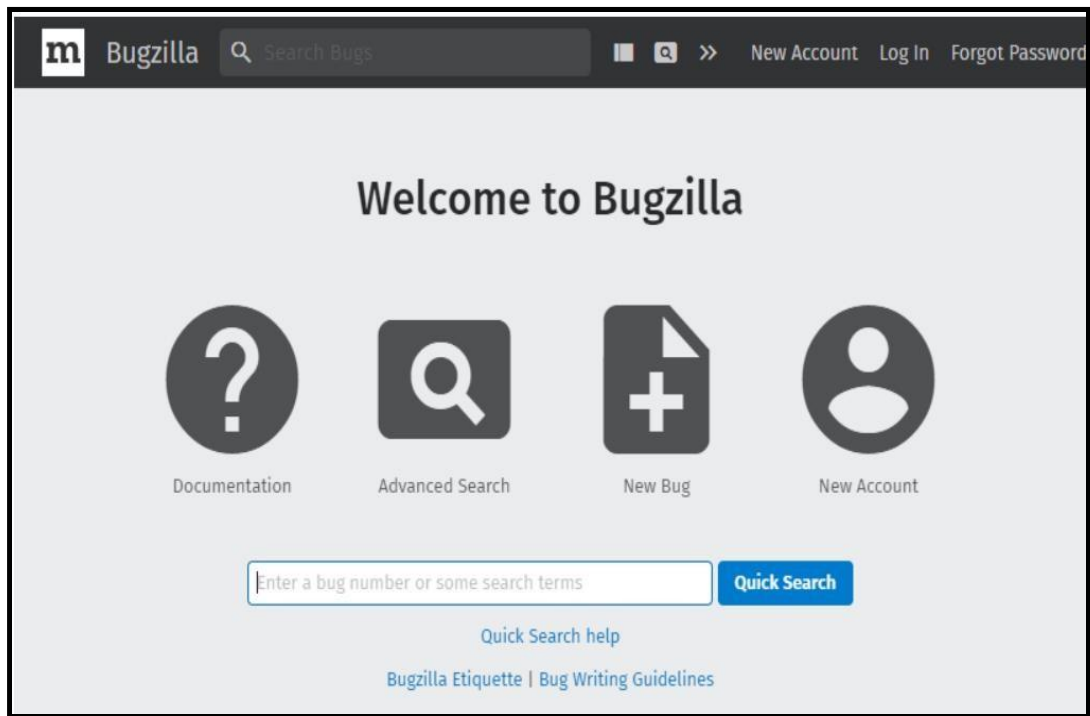 m Bugzilla Search Bugs New Account Log In Forgot Password
Welcome to Bugzilla
Documentation Advanced Search New Bug New Account
Enter a bug number or some search terms Quick Search
Quick Search help
Bugzilla Etiquette | Bug Writing Guidelines